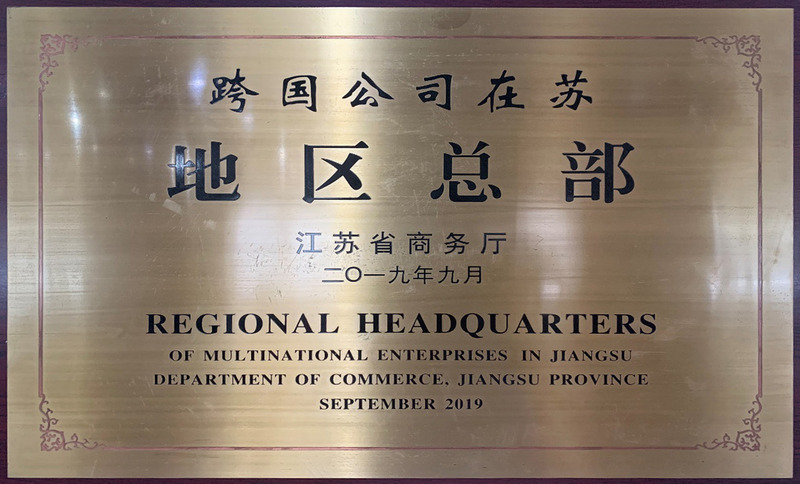 跨国公司在苏
地区总部
江苏省商务厅
二〇一九年九月
REGIONAL HEADQUARTERS
OF MULTINATIONAL ENTERPRISES IN JIANGSU
DEPARTMENT OF COMMERCE, JIANGSU PROVINCE
SEPTEMBER 2019